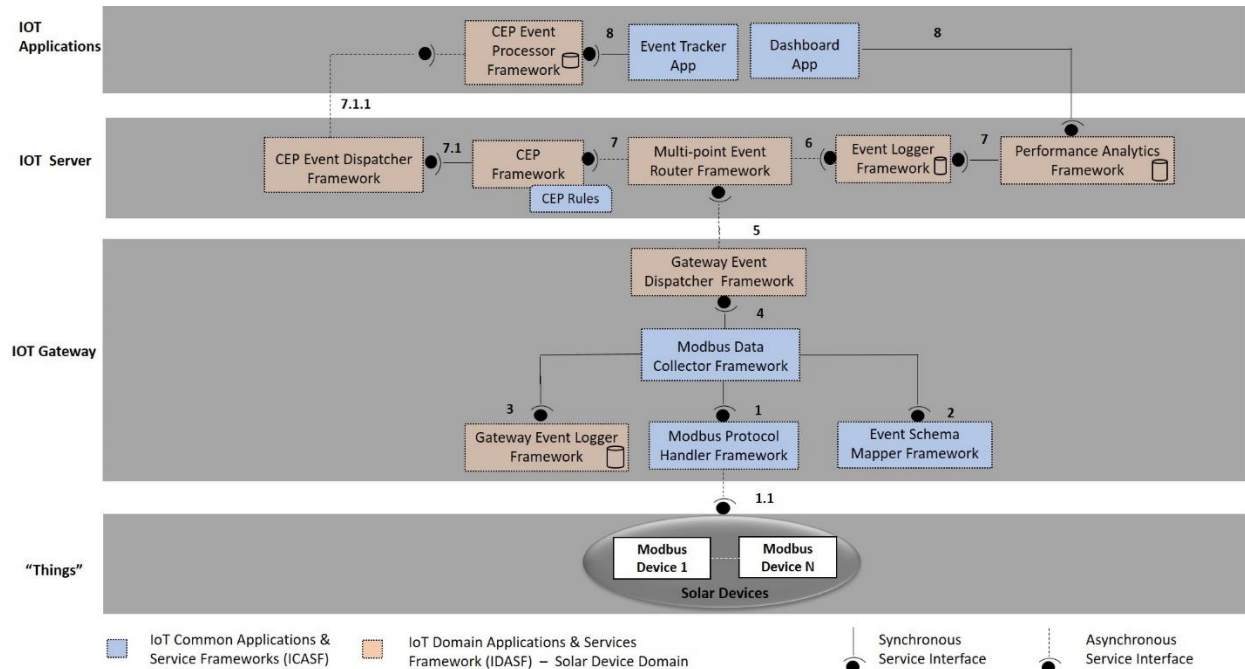 IOT
Applications
CEP Event
Processor
Framework
8
Event Tracker
App
Dashboard
App
8
7.1.1
IOT Server
CEP Event Dispatcher
Framework
7.1
CEP
Framework
CEP Rules
7
Multi-point Event
Router Framework
6
Event Logger
Framework
7
Performance Analytics
Framework
5
IOT Gateway
Gateway Event
Dispatcher Framework
4
Modbus Data
Collector Framework
3
Gateway Event Logger
Framework
1
Modbus Protocol
Handler Framework
2
Event Schema
Mapper Framework
1.1
“Things”
Modbus
Device 1
Modbus
Device N
Solar Devices
IoT Common Applications &
Service Frameworks (ICASF)
IoT Domain Applications & Services
Framework (IDASF) – Solar Device Domain
Synchronous
Service Interface
Asynchronous
Service Interface